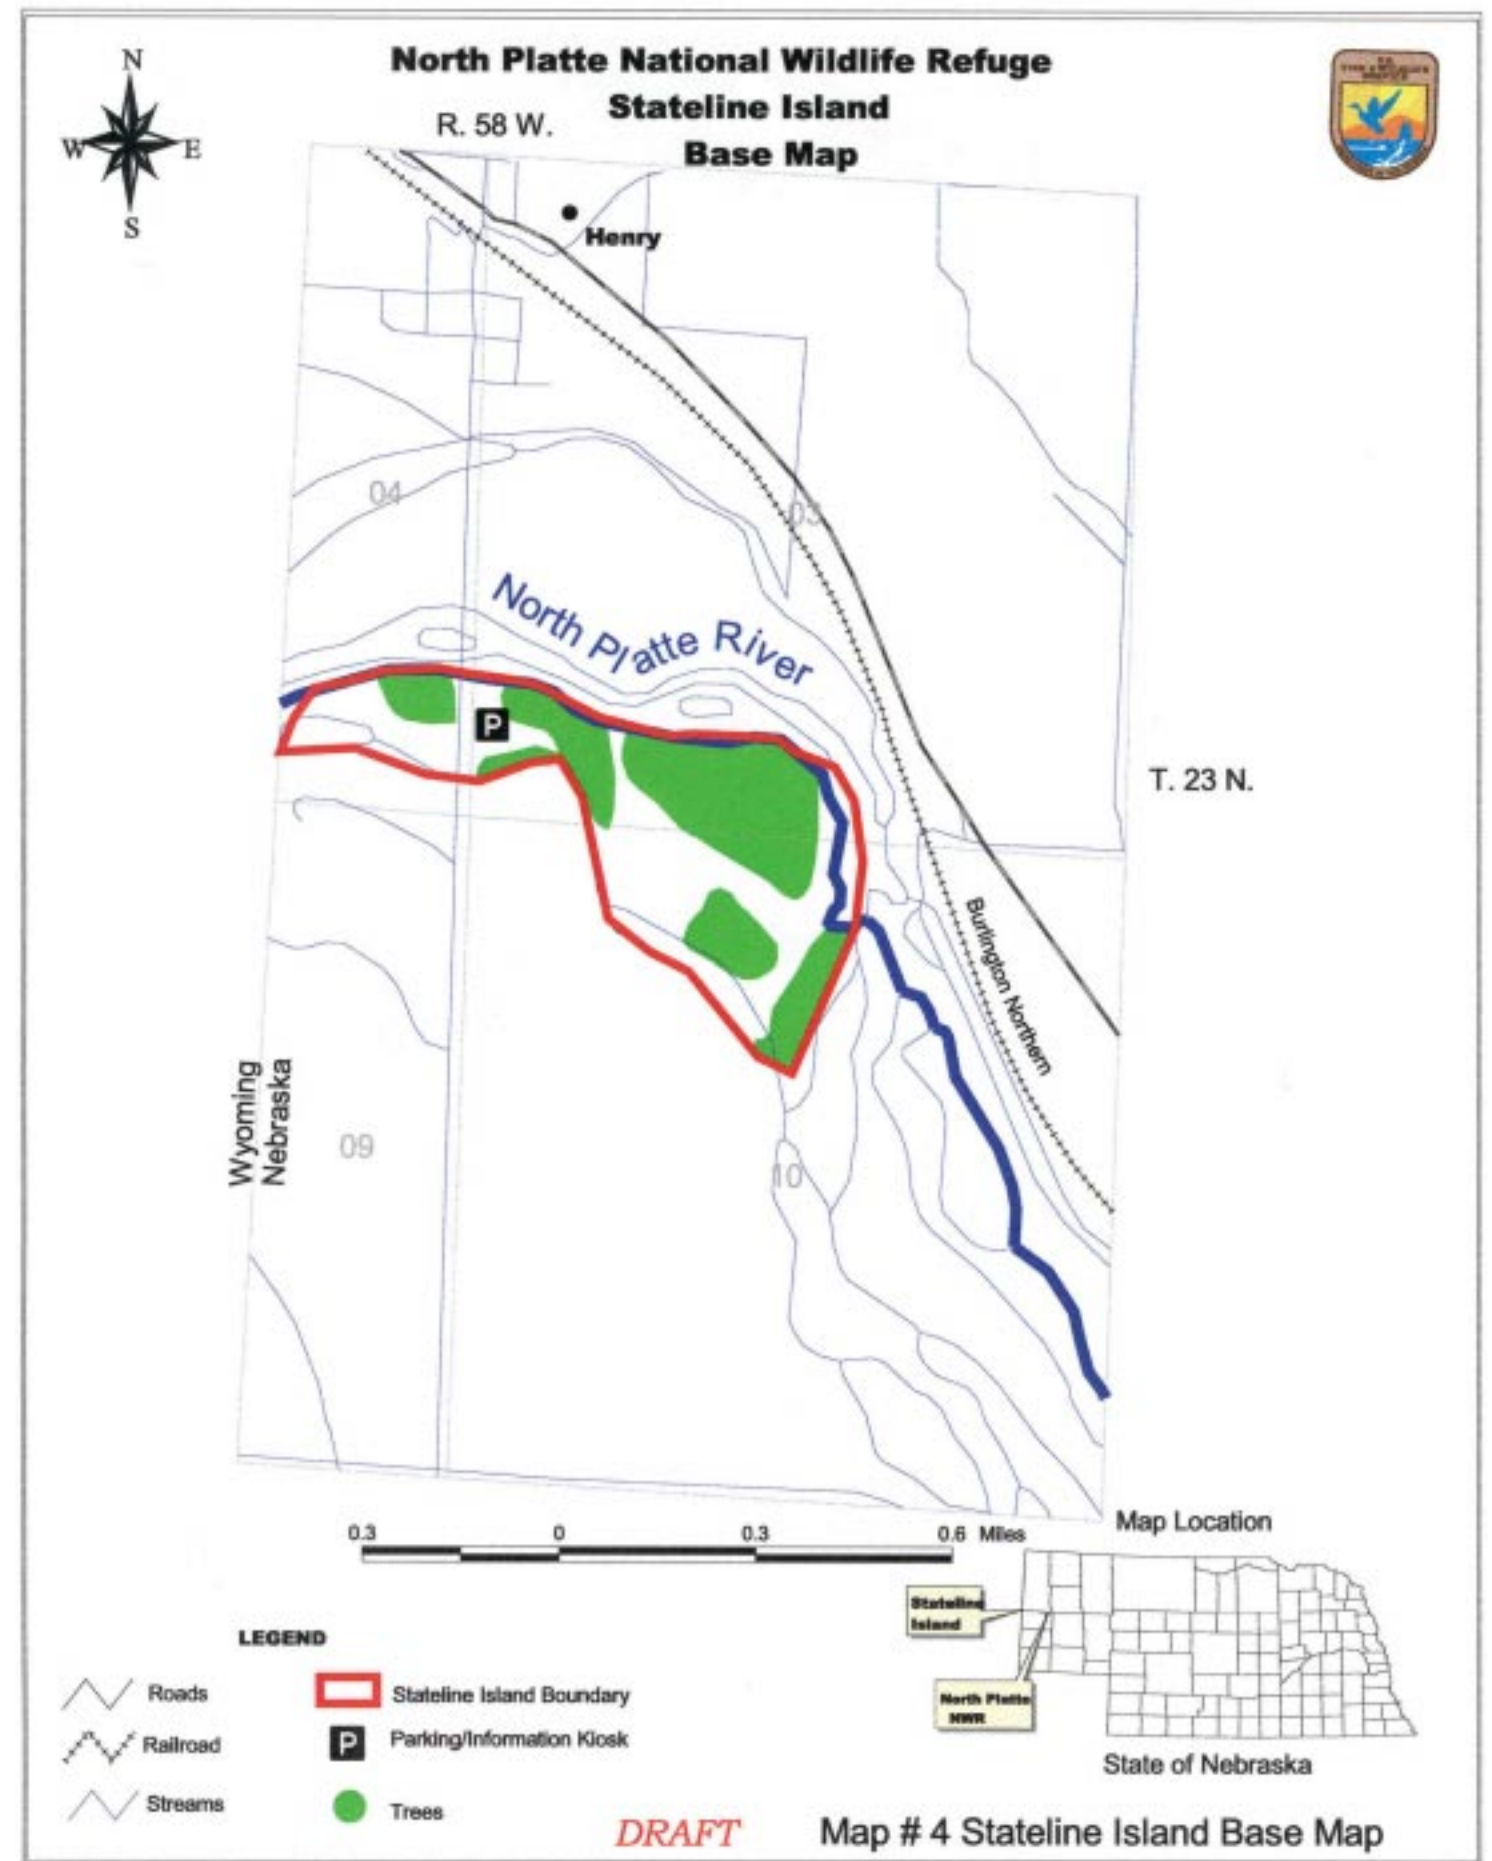 North Platte National Wildlife Refuge
Stateline Island
Base Map
N
W E
S
R. 58 W.
Henry
04
03
North Platte River
P
T. 23 N.
Burlington Northern
Wyoming
Nebraska
09
10
0.3 0 0.3 0.6 Miles
Map Location
Stateline
Island
North Platte
NWR
State of Nebraska
LEGEND
Roads
Railroad
Streams
Stateline Island Boundary
P Parking/Information Kiosk
Trees
DRAFT
Map # 4 Stateline Island Base Map